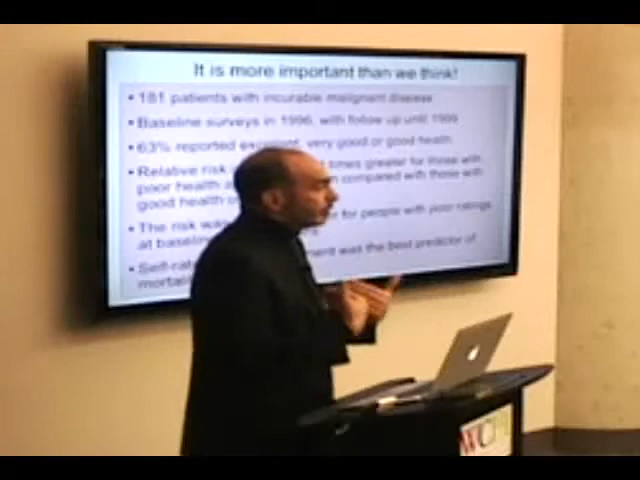 It is more important than we think!
• 181 patients with incurable malignant disease
• Baseline surveys in 1996, with follow up until 1999
• 63% reported excellent, very good or good health
• Relative risk times greater for those with
poor health compared with those with
good health
• The risk was for people with poor ratings
at baseline
• Self-rated was the best predictor of
mortality
WC